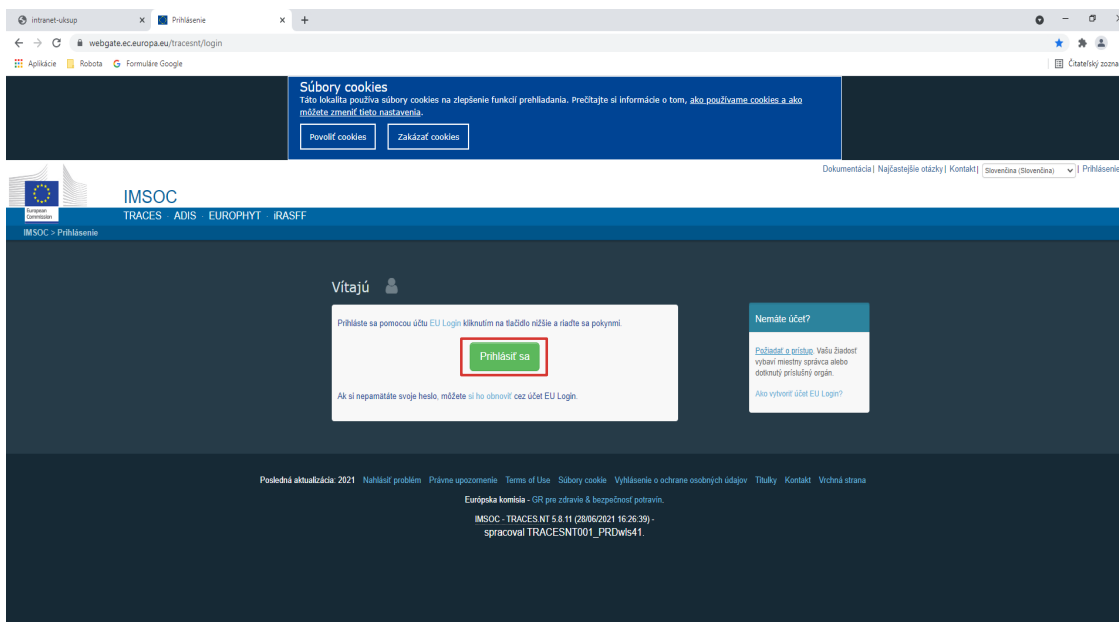 intranet-uksup
Prihlásenie
webgate.ec.europa.eu/tracesnt/login
Aplikácie Robota Formuláre Google
Čitateľský zozna
Súbory cookies
Táto lokalita používa súbory cookies na zlepšenie funkcií prehliadania. Prečítajte si informácie o tom, ako používame cookies a ako
môžete zmeniť tieto nastavenia.
Povoliť cookies
Zakázať cookies
Dokumentácia | Najčastejšie otázky | Kontakt | Slovenčina (Slovenčina) | Prihlásenie
European
Commission
IMSOC
TRACES · ADIS · EUROPHYT · iRASFF
IMSOC > Prihlásenie
Vítajú
Prihláste sa pomocou účtu EU Login kliknutím na tlačidlo nižšie a riaďte sa pokynmi.
Prihlásiť sa
Ak si nepamätáte svoje heslo, môžete si ho obnoviť cez účet EU Login.
Nemáte účet?
Požiadať o prístup. Vašu žiadosť
vybaví miestny správca alebo
dotknutý príslušný orgán.
Ako vytvoriť účet EU Login?
Posledná aktualizácia: 2021 Nahlásiť problém Právne upozornenie Terms of Use Súbory cookie Vyhlásenie o ochrane osobných údajov Titulky Kontakt Vrchná strana
Európska komisia - GR pre zdravie & bezpečnosť potravín.
IMSOC - TRACES.NT 5.8.11 (28/06/2021 16:26:39) -
spracoval TRACESNT001_PRDwls41.